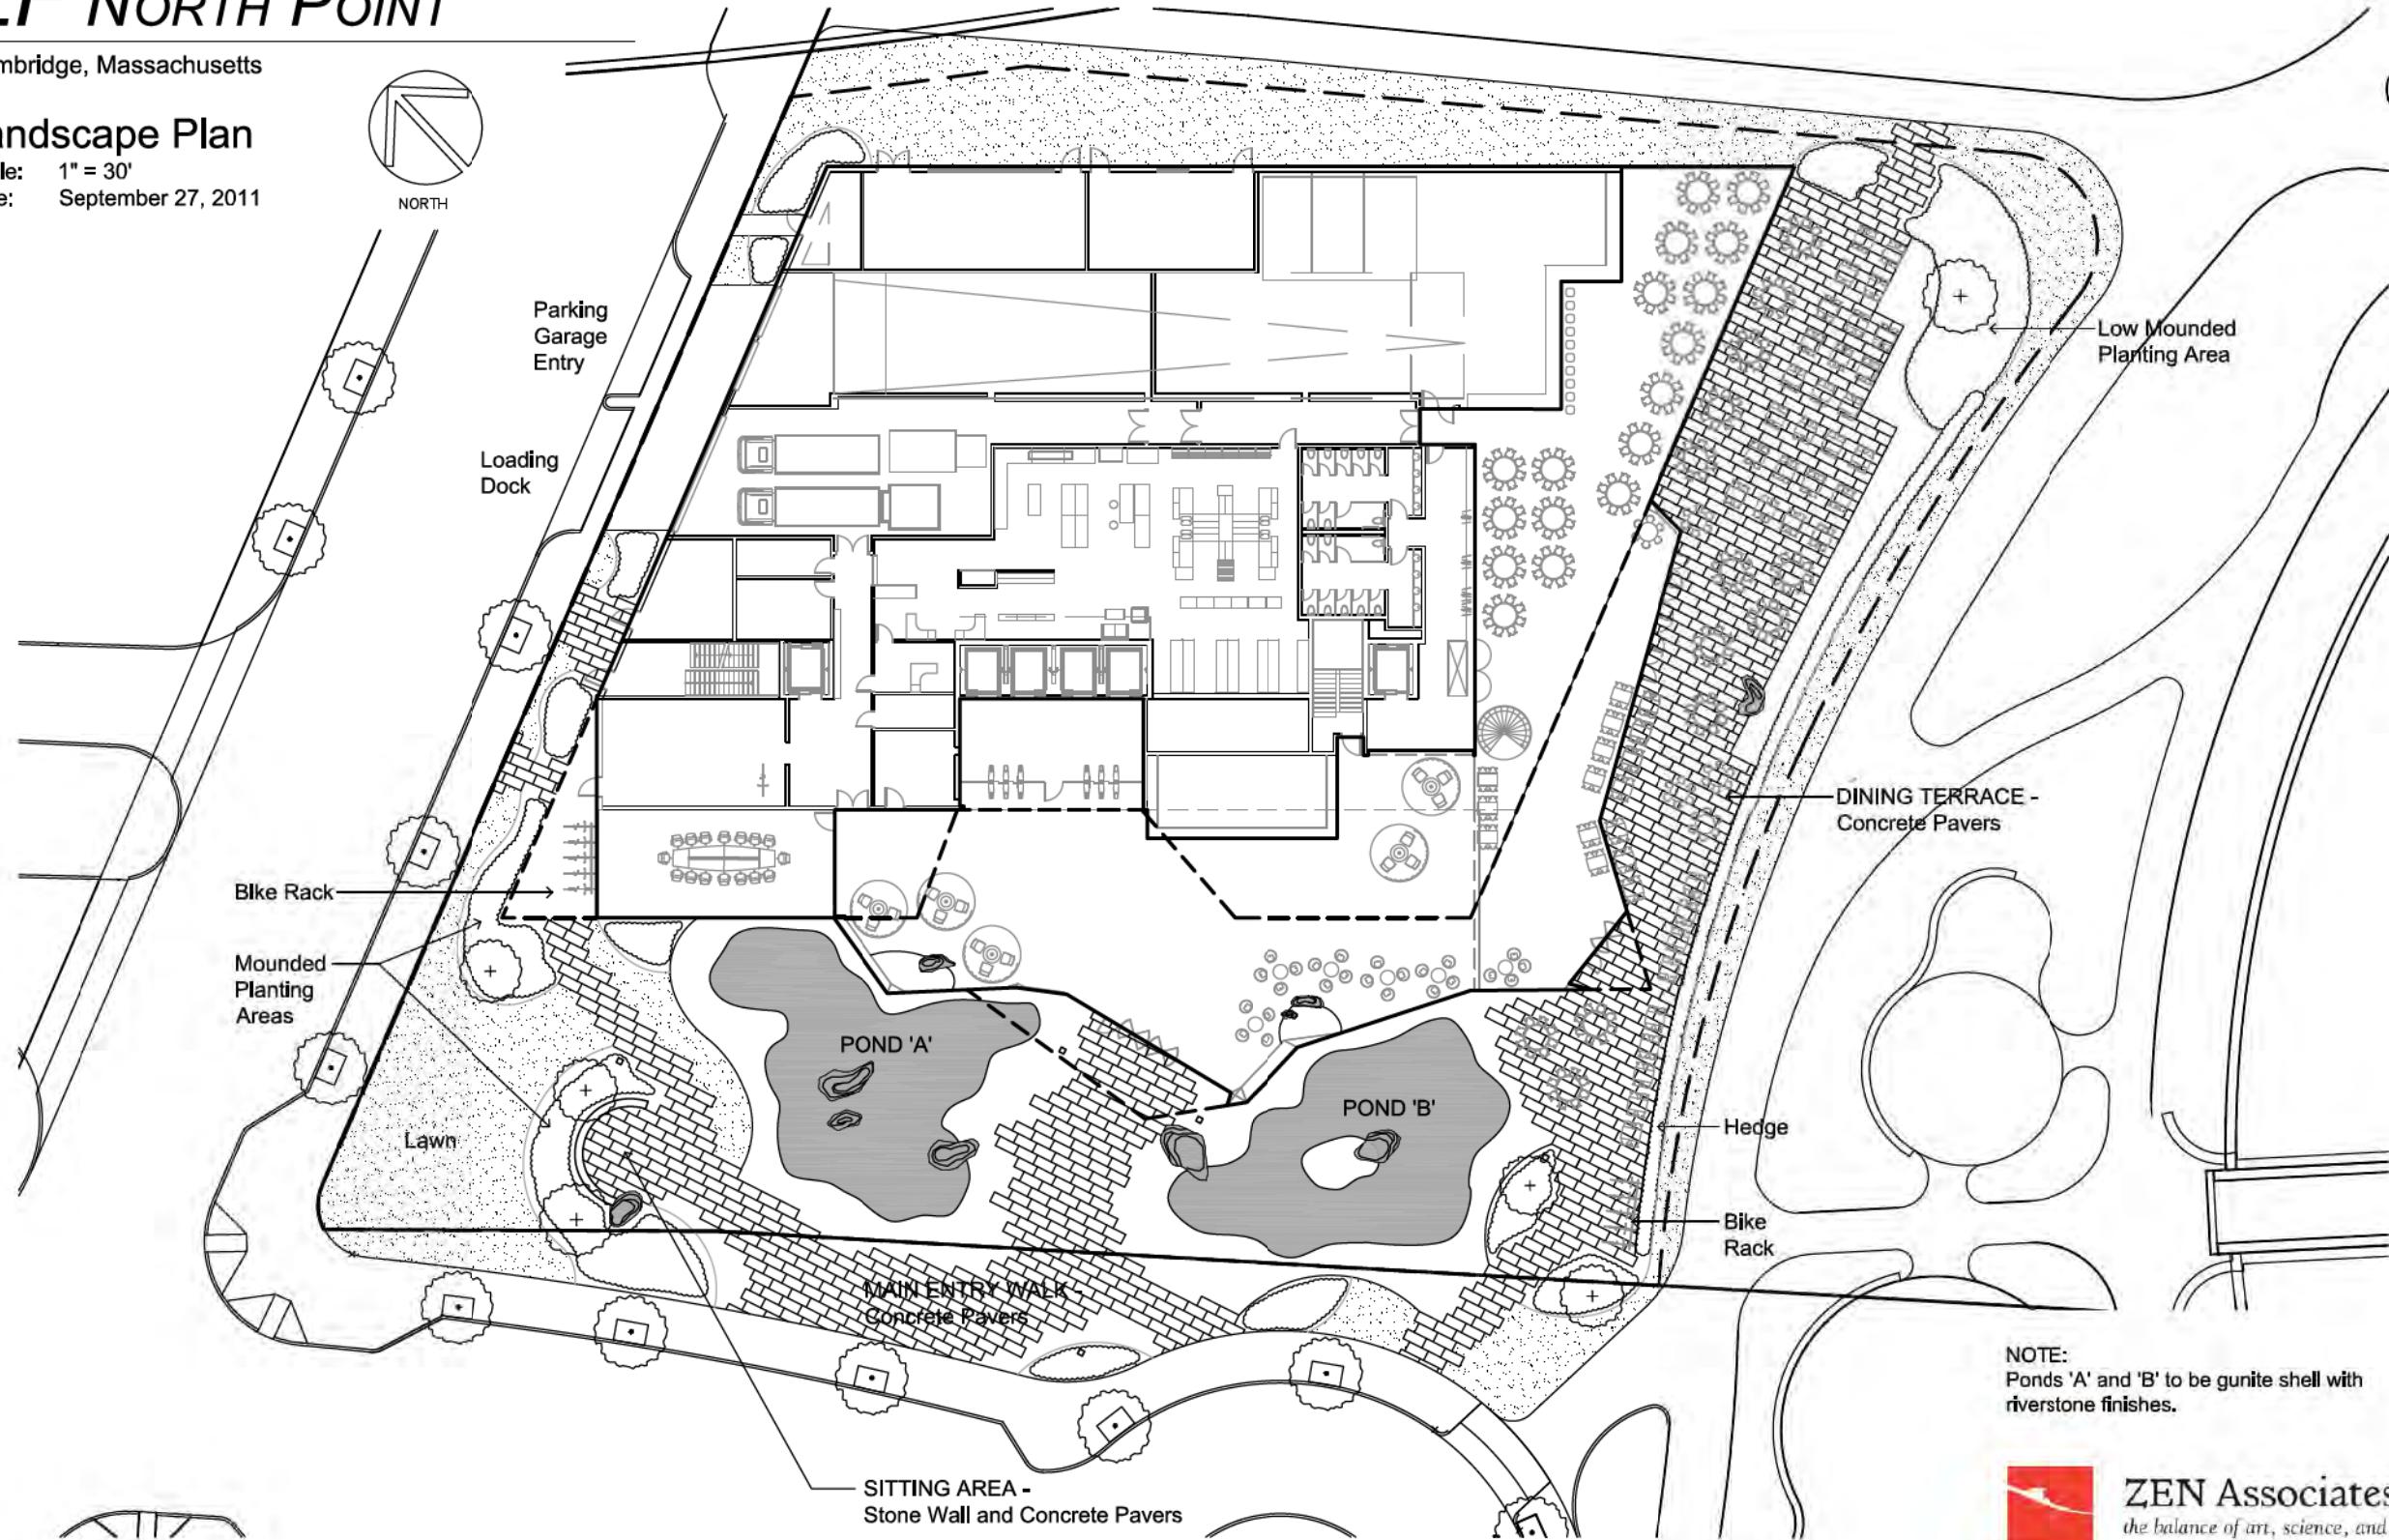 NORTH POINT
mbridge, Massachusetts
ndscape Plan
le: 1" = 30'
e: September 27, 2011
NORTH
Parking
Garage
Entry
Loading
Dock
Low Mounded
Planting Area
DINING TERRACE -
Concrete Pavers
Bike Rack
Mounded
Planting
Areas
POND 'A'
POND 'B'
Lawn
Hedge
Bike
Rack
MAIN ENTRY WALK -
Concrete Pavers
NOTE:
Ponds 'A' and 'B' to be gunite shell with
riverstone finishes.
SITTING AREA -
Stone Wall and Concrete Pavers
ZEN Associates
the balance of art, science, and